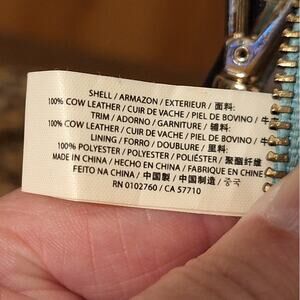 SHELL / ARMAZON / EXTERIEUR / 面料:
100% COW LEATHER / CUIR DE VACHE / PIEL DE BOVINO / 牛
TRIM / ADORNO / GARNITURE / 辅料:
100% COW LEATHER / CUIR DE VACHE / PIEL DE BOVINO / 牛
LINING / FORRO / DOUBLURE / 里料:
100% POLYESTER / POLYESTER / POLIÉSTER / 聚酯纤维
MADE IN CHINA / HECHO EN CHINA / FABRIQUE EN CHINE
FEITO NA CHINA / 中国製 / 中国制造 / 중국
RN 0102760 / CA 57710